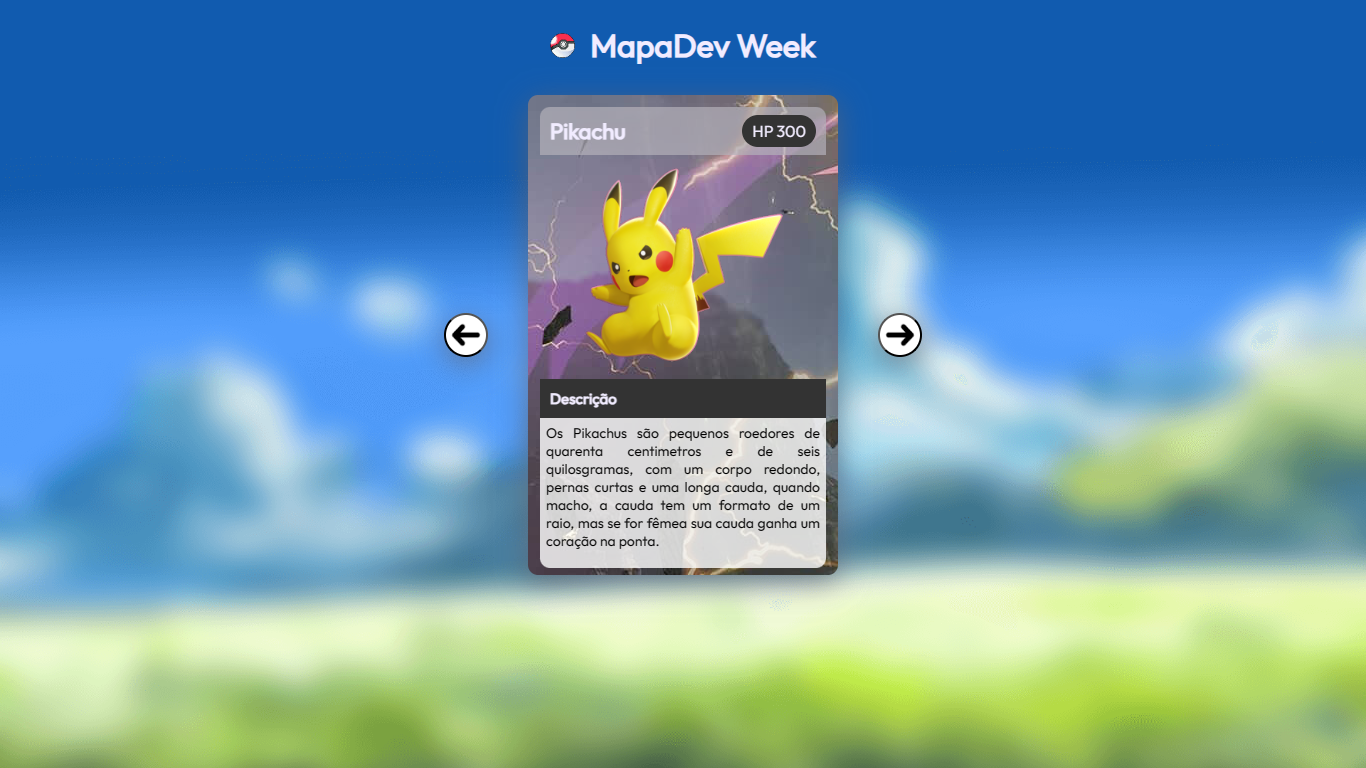 MapaDev Week
Pikachu
HP 300
Descrição
Os Pikachus são pequenos roedores de
quarenta centimetros e de seis
quilosgramas, com um corpo redondo,
pernas curtas e uma longa cauda, quando
macho, a cauda tem um formato de um
raio, mas se for fêmea sua cauda ganha um
coração na ponta.